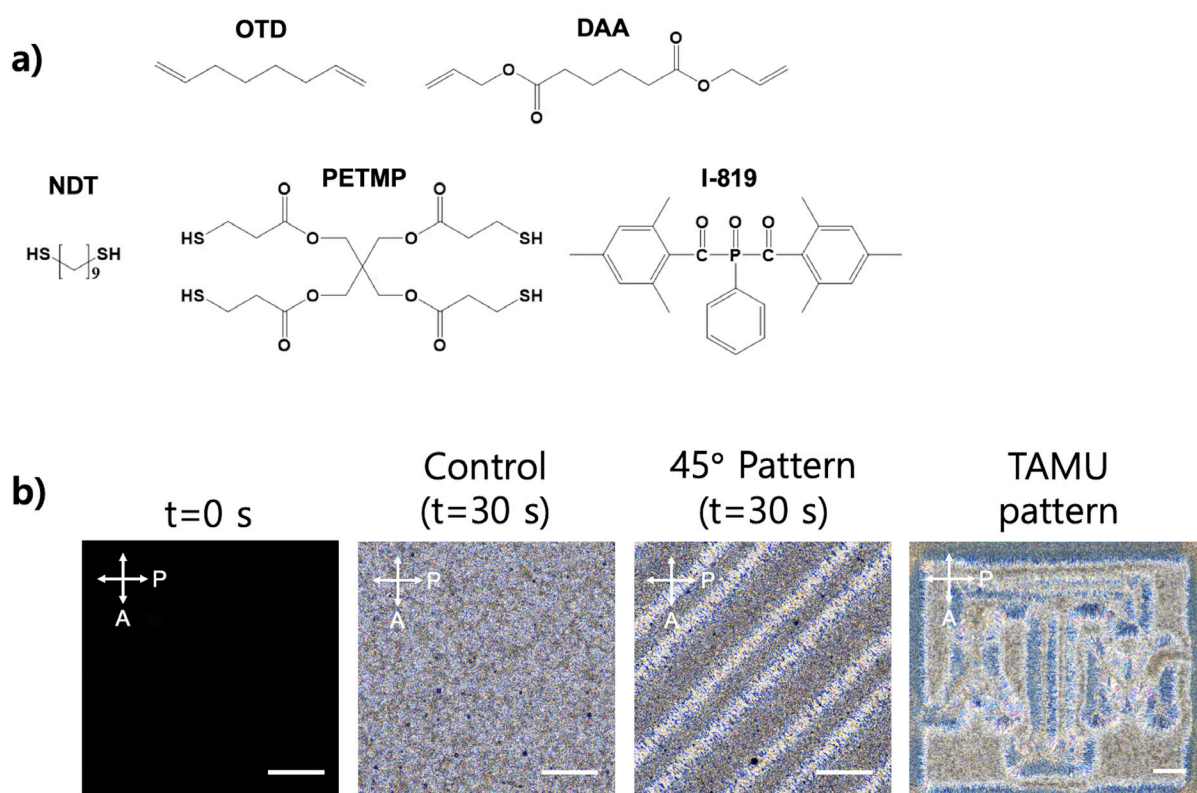 a)
OTD
DAA
O
O
O
O
NDT
PETMP
I-819
HS
SH
9
O
O
HS
O
O
SH
HS
O
O
SH
O
O
O
O
O
C
P
C
b)
t=0 s
Control
(t=30 s)
45° Pattern
(t=30 s)
TAMU
pattern
P
A
P
A
P
A
P
A